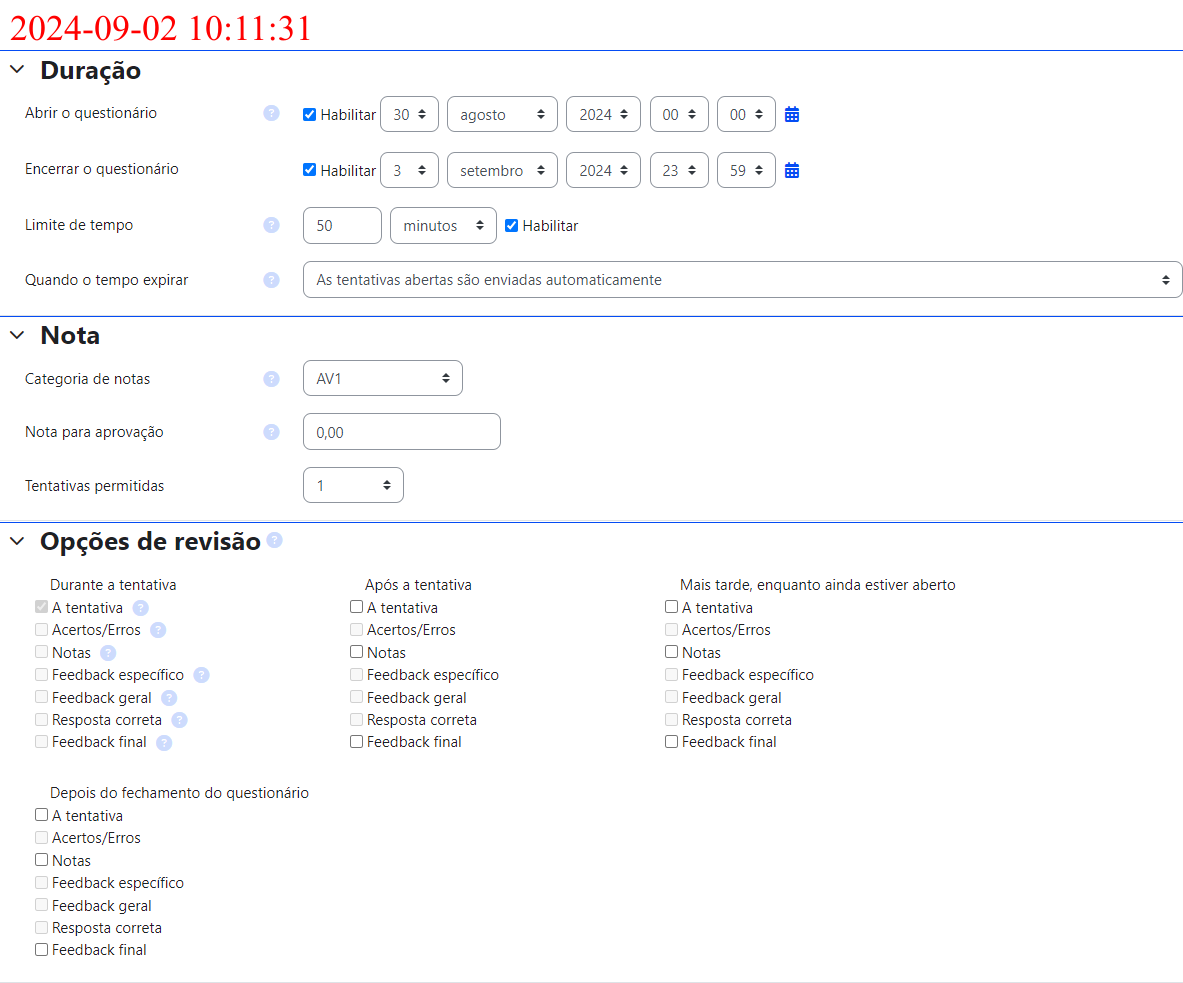 2024-09-02 10:11:31
Duração
Abrir o questionário ? Habilitar 30 agosto 2024 00 00
Encerrar o questionário Habilitar 3 setembro 2024 23 59
Limite de tempo ? 50 minutos Habilitar
Quando o tempo expirar ? As tentativas abertas são enviadas automaticamente
Nota
Categoria de notas ? AV1
Nota para aprovação ? 0,00
Tentativas permitidas 1
Opções de revisão ?
Durante a tentativa
A tentativa ?
Acertos/Erros ?
Notas ?
Feedback específico ?
Feedback geral ?
Resposta correta ?
Feedback final ?
Após a tentativa
A tentativa
Acertos/Erros
Notas
Feedback específico
Feedback geral
Resposta correta
Feedback final
Mais tarde, enquanto ainda estiver aberto
A tentativa
Acertos/Erros
Notas
Feedback específico
Feedback geral
Resposta correta
Feedback final
Depois do fechamento do questionário
A tentativa
Acertos/Erros
Notas
Feedback específico
Feedback geral
Resposta correta
Feedback final